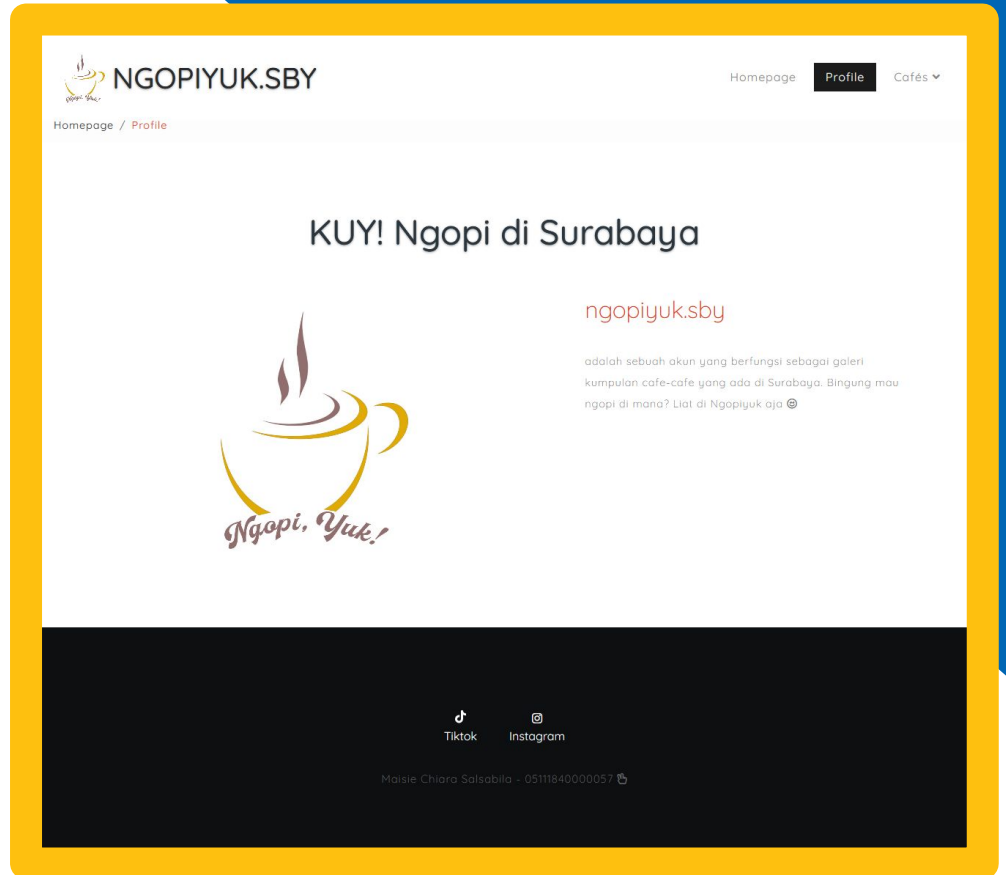 NGOPIYUK.SBY
Ngopi, Yuk!
Homepage Profile Cafés
Homepage / Profile
KUY! Ngopi di Surabaya
Ngopi, Yuk!
ngopiyuk.sby
adalah sebuah akun yang berfungsi sebagai galeri
kumpulan cafe-cafe yang ada di Surabaya. Bingung mau
ngopi di mana? Liat di Ngopiyuk aja 😆
Tiktok Instagram
Maisie Chiara Salsabila - 05111840000057